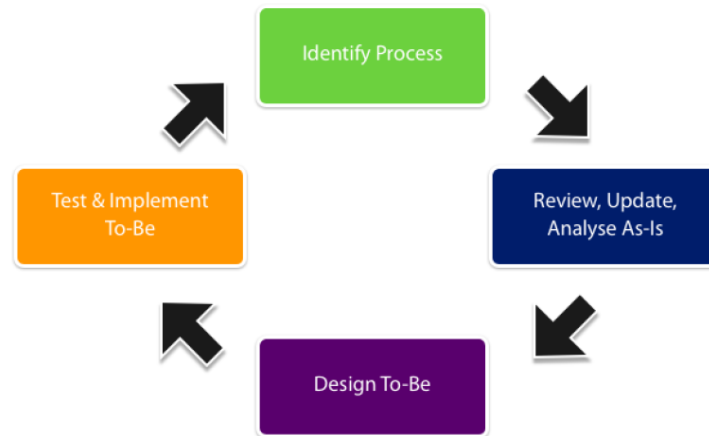 Identify Process
Review, Update,
Analyse As-Is
Design To-Be
Test & Implement
To-Be